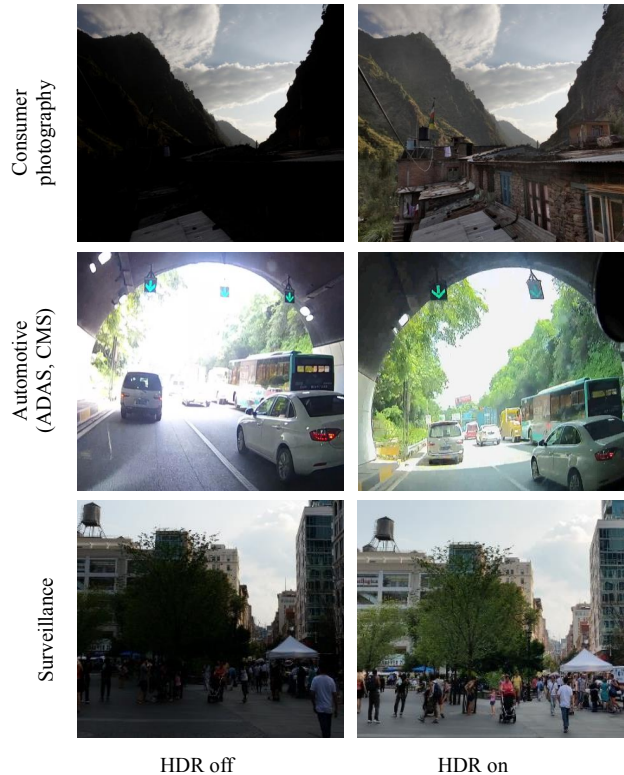 Consumer
photography
Automotive
(ADAS, CMS)
Surveillance
HDR off
HDR on